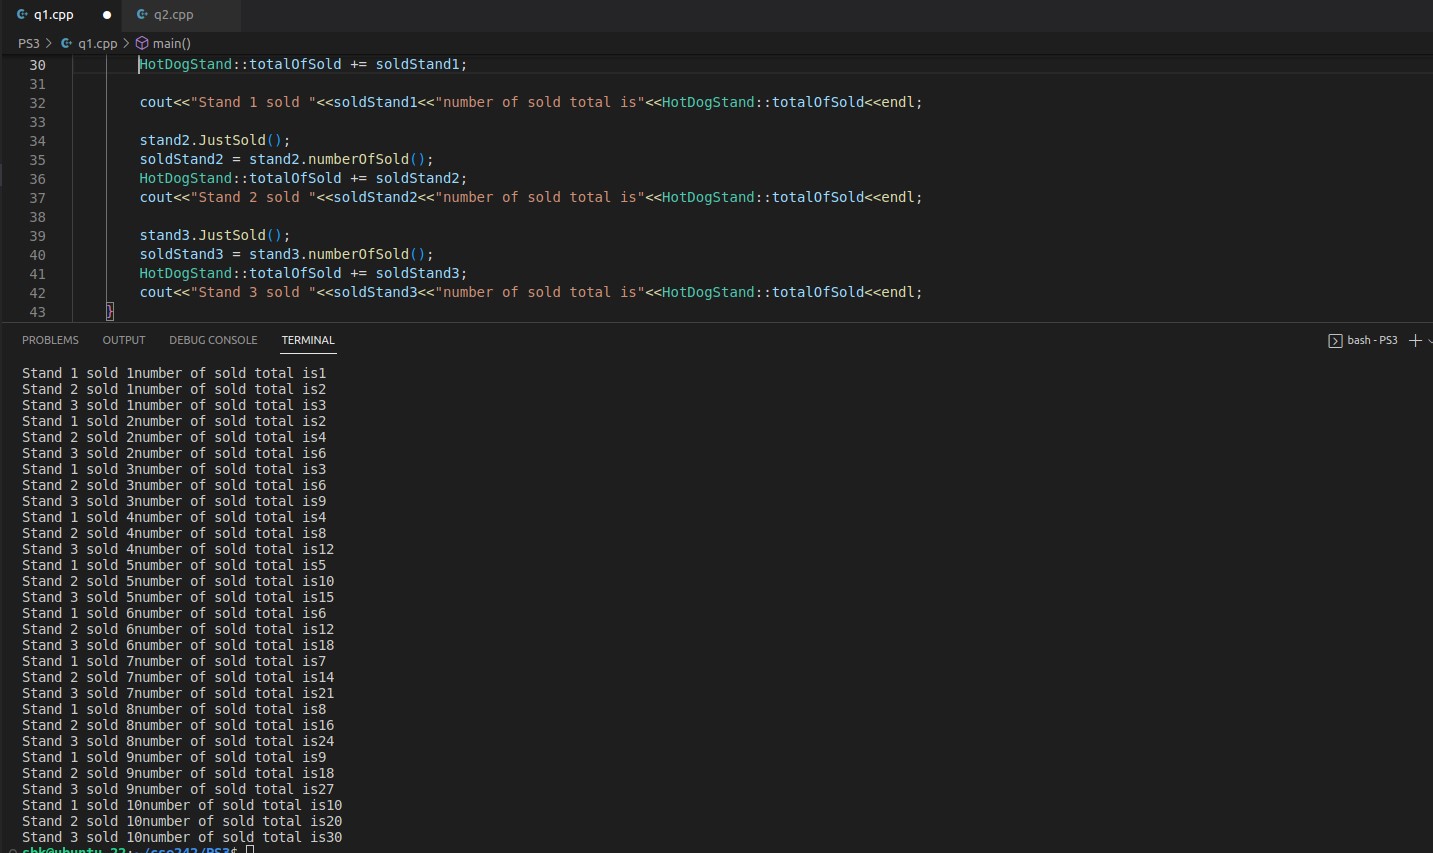 q1.cpp q2.cpp
PS3 > q1.cpp > main()
30 HotDogStand::totalOfSold += soldStand1;
31
32 cout<<"Stand 1 sold "<<soldStand1<<"number of sold total is"<<HotDogStand::totalOfSold<<endl;
33
34 stand2.JustSold();
35 soldStand2 = stand2.numberOfSold();
36 HotDogStand::totalOfSold += soldStand2;
37 cout<<"Stand 2 sold "<<soldStand2<<"number of sold total is"<<HotDogStand::totalOfSold<<endl;
38
39 stand3.JustSold();
40 soldStand3 = stand3.numberOfSold();
41 HotDogStand::totalOfSold += soldStand3;
42 cout<<"Stand 3 sold "<<soldStand3<<"number of sold total is"<<HotDogStand::totalOfSold<<endl;
43 }
PROBLEMS OUTPUT DEBUG CONSOLE TERMINAL bash - PS3
Stand 1 sold 1number of sold total is1
Stand 2 sold 1number of sold total is2
Stand 3 sold 1number of sold total is3
Stand 1 sold 2number of sold total is2
Stand 2 sold 2number of sold total is4
Stand 3 sold 2number of sold total is6
Stand 1 sold 3number of sold total is3
Stand 2 sold 3number of sold total is6
Stand 3 sold 3number of sold total is9
Stand 1 sold 4number of sold total is4
Stand 2 sold 4number of sold total is8
Stand 3 sold 4number of sold total is12
Stand 1 sold 5number of sold total is5
Stand 2 sold 5number of sold total is10
Stand 3 sold 5number of sold total is15
Stand 1 sold 6number of sold total is6
Stand 2 sold 6number of sold total is12
Stand 3 sold 6number of sold total is18
Stand 1 sold 7number of sold total is7
Stand 2 sold 7number of sold total is14
Stand 3 sold 7number of sold total is21
Stand 1 sold 8number of sold total is8
Stand 2 sold 8number of sold total is16
Stand 3 sold 8number of sold total is24
Stand 1 sold 9number of sold total is9
Stand 2 sold 9number of sold total is18
Stand 3 sold 9number of sold total is27
Stand 1 sold 10number of sold total is10
Stand 2 sold 10number of sold total is20
Stand 3 sold 10number of sold total is30